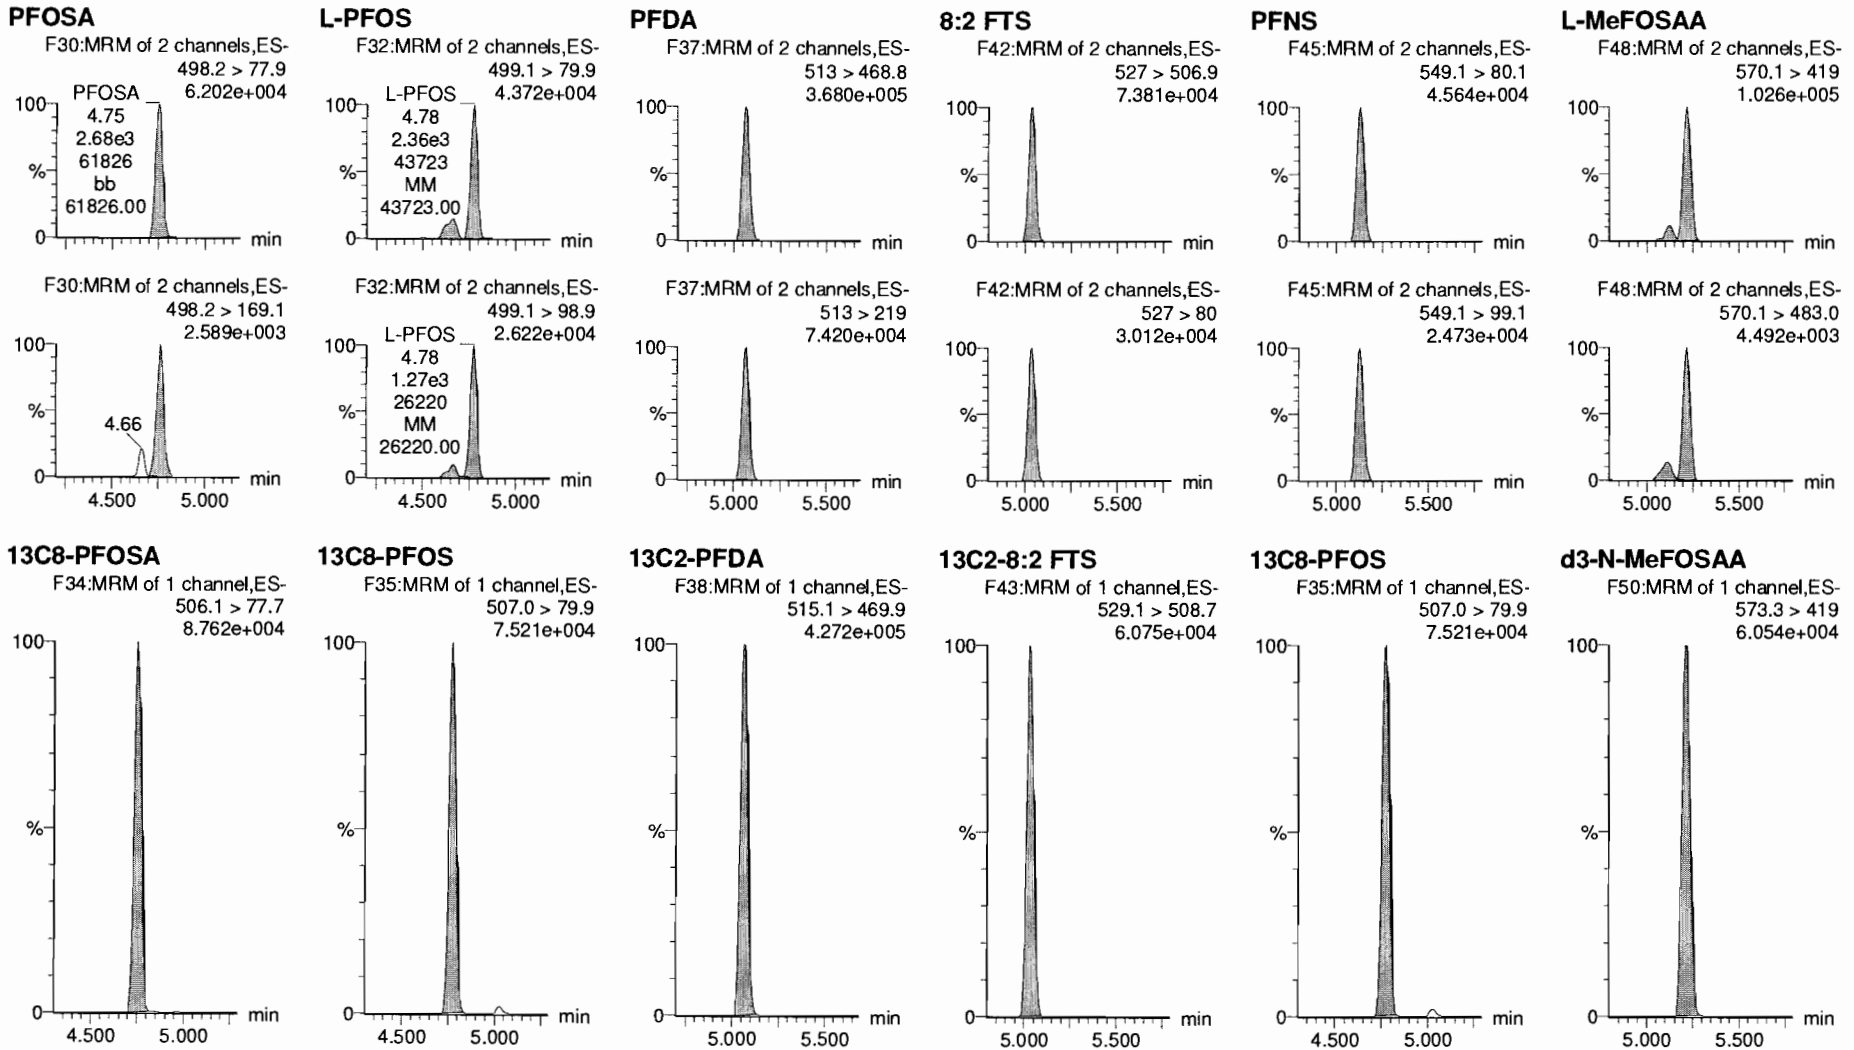 PFOSA
F30:MRM of 2 channels,ES-
498.2 > 77.9
6.202e+004
PFOSA
4.75
2.68e3
61826
bb
61826.00
100
%
0
min
F30:MRM of 2 channels,ES-
498.2 > 169.1
2.589e+003
100
4.66
%
0
min
4.500 5.000
L-PFOS
F32:MRM of 2 channels,ES-
499.1 > 79.9
4.372e+004
L-PFOS
4.78
2.36e3
43723
MM
43723.00
100
%
0
min
F32:MRM of 2 channels,ES-
499.1 > 98.9
2.622e+004
L-PFOS
4.78
1.27e3
26220
MM
26220.00
100
%
0
min
4.500 5.000
PFDA
F37:MRM of 2 channels,ES-
513 > 468.8
3.680e+005
100
%
0
min
F37:MRM of 2 channels,ES-
513 > 219
7.420e+004
100
%
0
min
5.000 5.500
8:2 FTS
F42:MRM of 2 channels,ES-
527 > 506.9
7.381e+004
100
%
0
min
F42:MRM of 2 channels,ES-
527 > 80
3.012e+004
100
%
0
min
5.000 5.500
PFNS
F45:MRM of 2 channels,ES-
549.1 > 80.1
4.564e+004
100
%
0
min
F45:MRM of 2 channels,ES-
549.1 > 99.1
2.473e+004
100
%
0
min
5.000 5.500
L-MeFOSAA
F48:MRM of 2 channels,ES-
570.1 > 419
1.026e+005
100
%
0
min
F48:MRM of 2 channels,ES-
570.1 > 483.0
4.492e+003
100
%
0
min
5.000 5.500
13C8-PFOSA
F34:MRM of 1 channel,ES-
506.1 > 77.7
8.762e+004
100
%
0
min
4.500 5.000
13C8-PFOS
F35:MRM of 1 channel,ES-
507.0 > 79.9
7.521e+004
100
%
0
min
4.500 5.000
13C2-PFDA
F38:MRM of 1 channel,ES-
515.1 > 469.9
4.272e+005
100
%
0
min
5.000 5.500
13C2-8:2 FTS
F43:MRM of 1 channel,ES-
529.1 > 508.7
6.075e+004
100
%
0
min
5.000 5.500
13C8-PFOS
F35:MRM of 1 channel,ES-
507.0 > 79.9
7.521e+004
100
%
0
min
4.500 5.000
d3-N-MeFOSAA
F50:MRM of 1 channel,ES-
573.3 > 419
6.054e+004
100
%
0
min
5.000 5.500